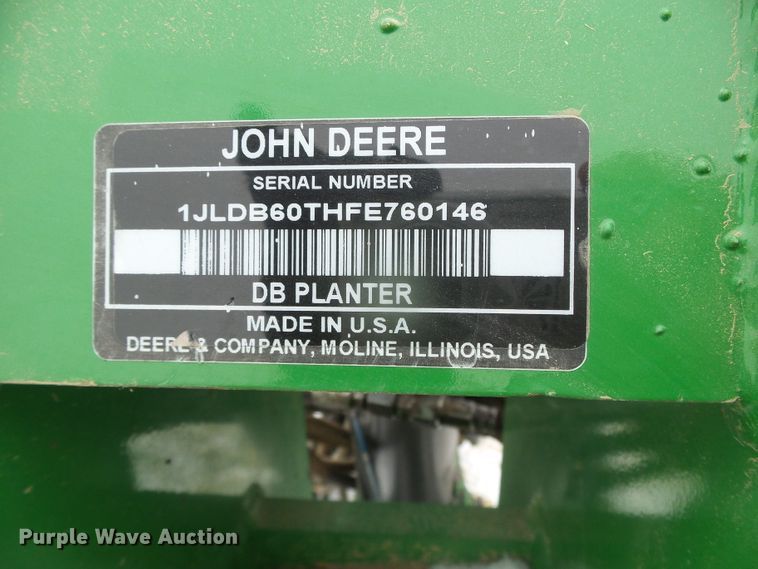 JOHN DEERE
SERIAL NUMBER
1JLDB60THFE760146
DB PLANTER
MADE IN U.S.A.
DEERE & COMPANY, MOLINE, ILLINOIS, USA
Purple Wave Auction®